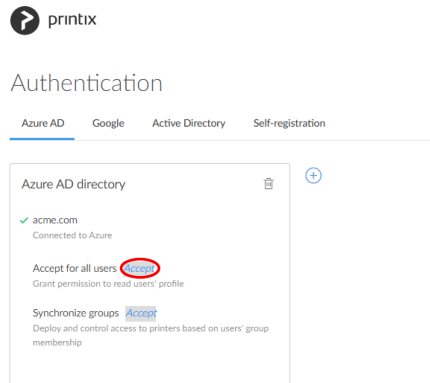 printix
Authentication
Azure AD Google Active Directory Self-registration
Azure AD directory
acme.com
Connected to Azure
Accept for all users Accept
Grant permission to read users' profile
Synchronize groups Accept
Deploy and control access to printers based on users' group
membership